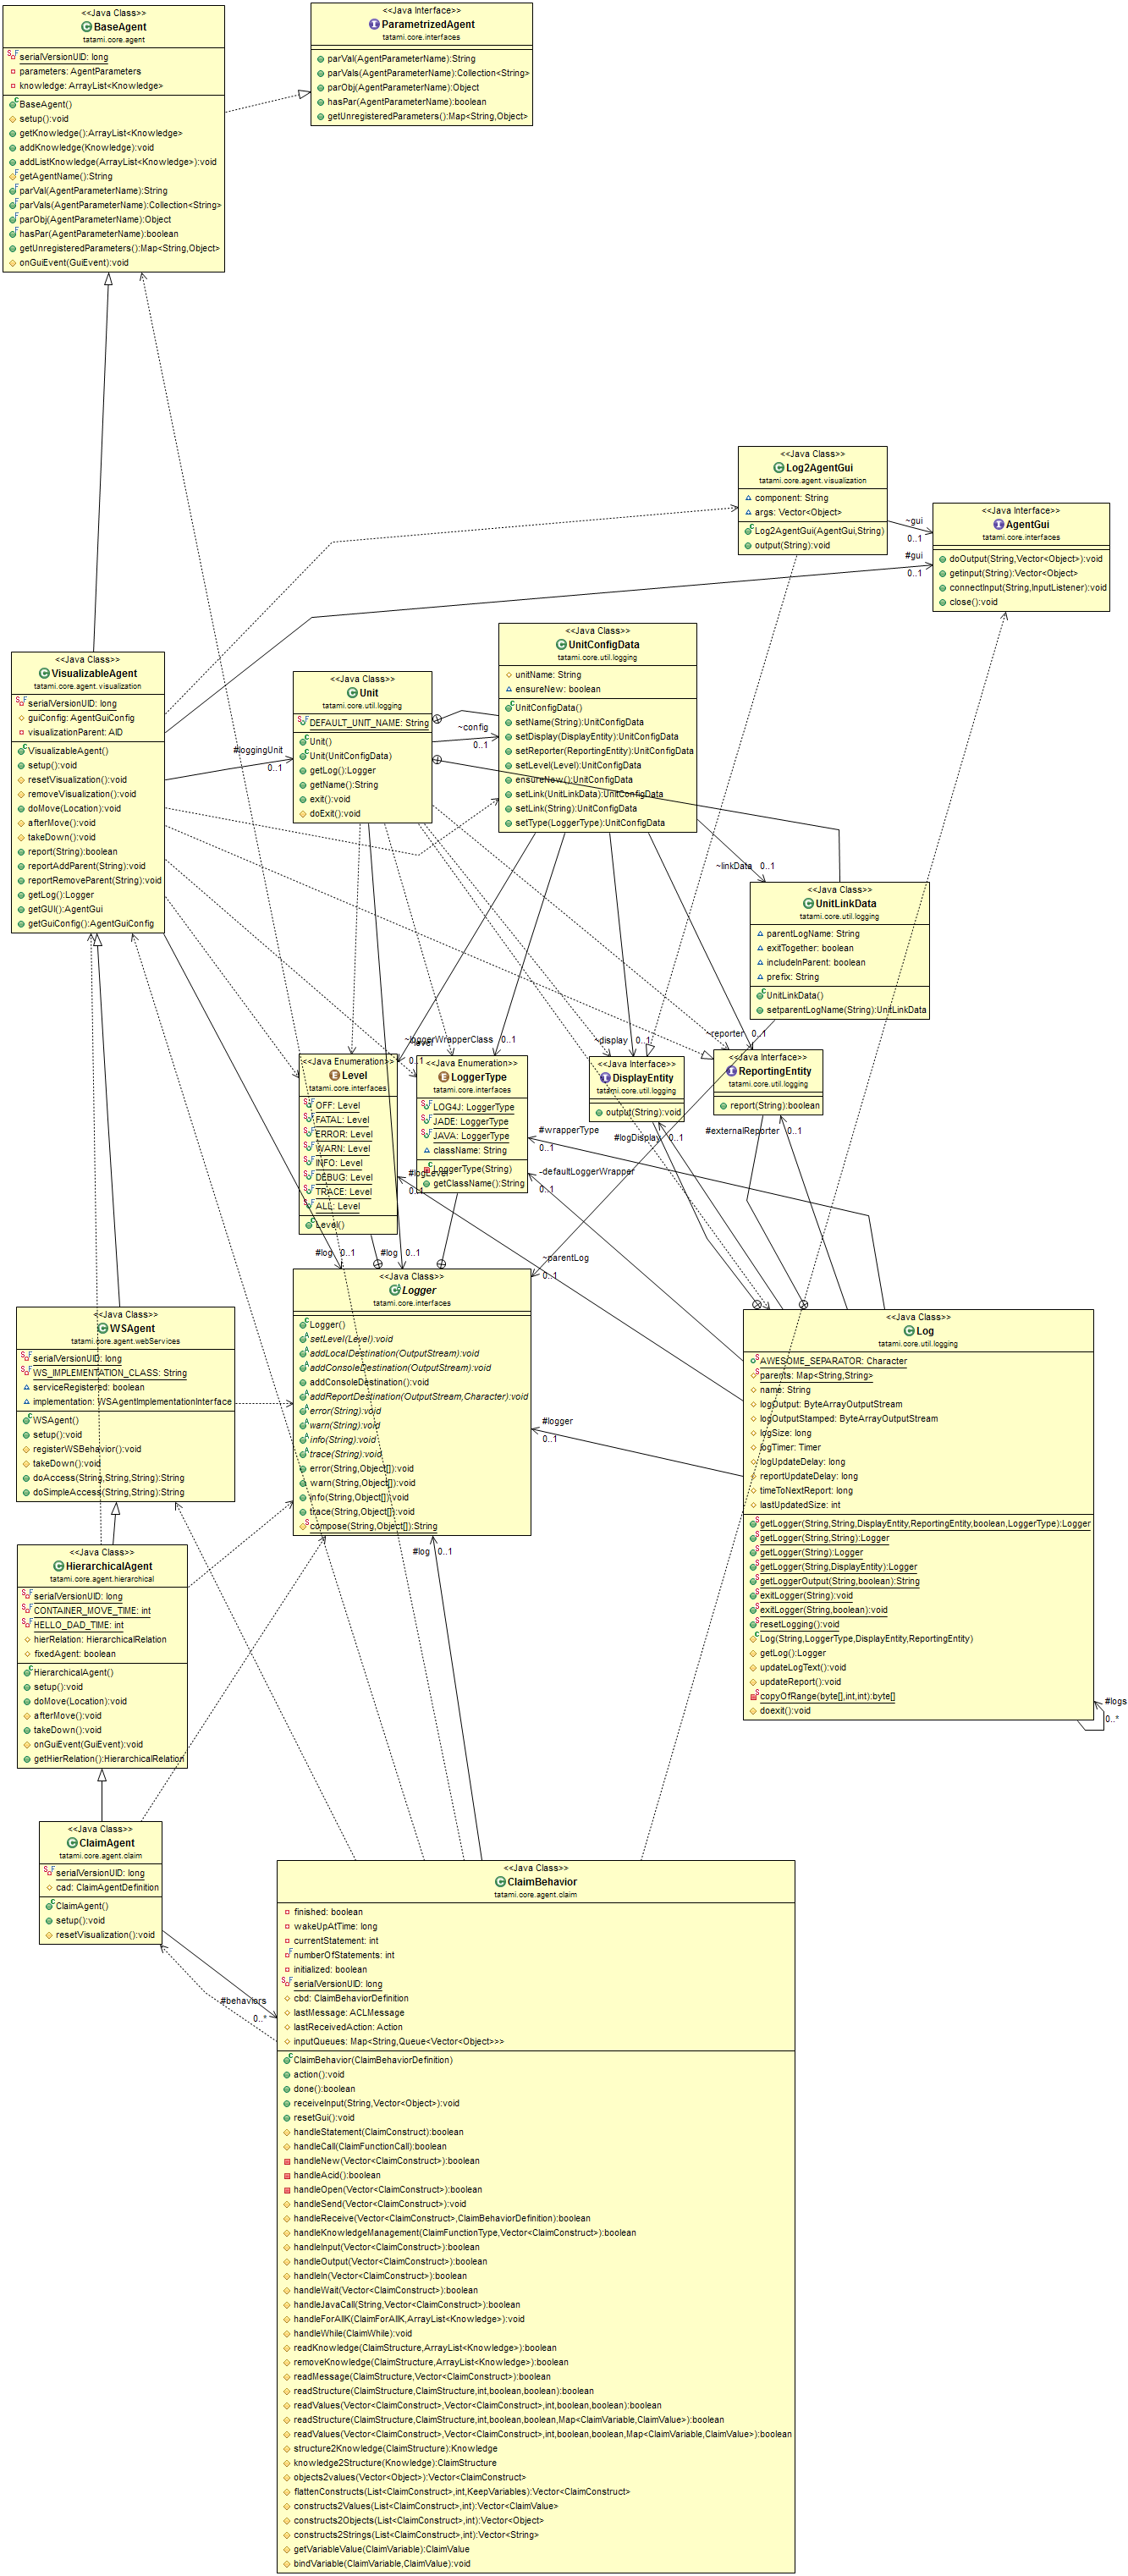 <<Java Class>>
BaseAgent
tatami.core.agent
serialVersionUID: long
parameters: AgentParameters
knowledge: ArrayList<Knowledge>
BaseAgent()
setup():void
getKnowledge():ArrayList<Knowledge>
addKnowledge(Knowledge):void
addListKnowledge(ArrayList<Knowledge>):void
getAgentName():String
parVal(AgentParameterName):String
parVals(AgentParameterName):Collection<String>
parObj(AgentParameterName):Object
hasPar(AgentParameterName):boolean
getUnregisteredParameters():Map<String,Object>
onGuiEvent(GuiEvent):void
<<Java Interface>>
ParametrizedAgent
tatami.core.interfaces
parVal(AgentParameterName):String
parVals(AgentParameterName):Collection<String>
parObj(AgentParameterName):Object
hasPar(AgentParameterName):boolean
getUnregisteredParameters():Map<String,Object>
<<Java Class>>
Log2AgentGui
tatami.core.agent.visualization
component: String
args: Vector<Object>
Log2AgentGui(AgentGui,String)
output(String):void
~gui
0..1
#gui
0..1
<<Java Interface>>
AgentGui
tatami.core.interfaces
doOutput(String,Vector<Object>):void
getinput(String):Vector<Object>
connectInput(String,InputListener):void
close():void
<<Java Class>>
VisualizableAgent
tatami.core.agent.visualization
serialVersionUID: long
guiConfig: AgentGuiConfig
visualizationParent: AID
VisualizableAgent()
setup():void
resetVisualization():void
removeVisualization():void
doMove(Location):void
afterMove():void
takeDown():void
report(String):boolean
reportAddParent(String):void
reportRemoveParent(String):void
getLog():Logger
getGUI():AgentGui
getGuiConfig():AgentGuiConfig
#loggingUnit
0..1
<<Java Class>>
Unit
tatami.core.util.logging
DEFAULT_UNIT_NAME: String
Unit()
Unit(UnitConfigData)
getLog():Logger
getName():String
exit():void
doExit():void
~config
0..1
<<Java Class>>
UnitConfigData
tatami.core.util.logging
unitName: String
ensureNew: boolean
UnitConfigData()
setName(String):UnitConfigData
setDisplay(DisplayEntity):UnitConfigData
setReporter(ReportingEntity):UnitConfigData
setLevel(Level):UnitConfigData
ensureNew():UnitConfigData
setLink(UnitLinkData):UnitConfigData
setLink(String):UnitConfigData
setType(LoggerType):UnitConfigData
~linkData 0..1
<<Java Class>>
UnitLinkData
tatami.core.util.logging
parentLogName: String
exitTogether: boolean
includeInParent: boolean
prefix: String
UnitLinkData()
setparentLogName(String):UnitLinkData
~loggerWrapperClass 0..1
~level
0..1
~display 0..1
~reporter 0..1
<<Java Enumeration>>
Level
tatami.core.interfaces
OFF: Level
FATAL: Level
ERROR: Level
WARN: Level
INFO: Level
DEBUG: Level
TRACE: Level
ALL: Level
Level()
#logLevel
0..1
<<Java Enumeration>>
LoggerType
tatami.core.interfaces
LOG4J: LoggerType
JADE: LoggerType
JAVA: LoggerType
className: String
LoggerType(String)
getClassName():String
<<Java Interface>>
DisplayEntity
tatami.core.util.logging
output(String):void
<<Java Interface>>
ReportingEntity
tatami.core.util.logging
report(String):boolean
#wrapperType
0..1
#logDisplay 0..1
#externalReporter 0..1
-defaultLoggerWrapper
0..1
~parentLog
0..1
#log 0..1
#log 0..1
<<Java Class>>
Logger
tatami.core.interfaces
Logger()
setLevel(Level):void
addLocalDestination(OutputStream):void
addConsoleDestination(OutputStream):void
addConsoleDestination():void
addReportDestination(OutputStream,Character):void
error(String):void
warn(String):void
info(String):void
trace(String):void
error(String,Object[]):void
warn(String,Object[]):void
info(String,Object[]):void
trace(String,Object[]):void
compose(String,Object[]):String
#logger
0..1
#log 0..1
<<Java Class>>
Log
tatami.core.util.logging
AWESOME_SEPARATOR: Character
parents: Map<String,String>
name: String
logOutput: ByteArrayOutputStream
logOutputStamped: ByteArrayOutputStream
logSize: long
logTimer: Timer
logUpdateDelay: long
reportUpdateDelay: long
timeToNextReport: long
lastUpdatedSize: int
getLogger(String,String,DisplayEntity,ReportingEntity,boolean,LoggerType):Logger
getLogger(String,String):Logger
getLogger(String):Logger
getLogger(String,DisplayEntity):Logger
getLoggerOutput(String,boolean):String
exitLogger(String):void
exitLogger(String,boolean):void
resetLogging():void
Log(String,LoggerType,DisplayEntity,ReportingEntity)
getLog():Logger
updateLogText():void
updateReport():void
copyOfRange(byte[],int,int):byte[]
doexit():void
#logs
0..*
<<Java Class>>
WSAgent
tatami.core.agent.webServices
serialVersionUID: long
WS_IMPLEMENTATION_CLASS: String
serviceRegistered: boolean
implementation: WSAgentImplementationInterface
WSAgent()
setup():void
registerWSBehavior():void
takeDown():void
doAccess(String,String,String):String
doSimpleAccess(String,String):String
<<Java Class>>
HierarchicalAgent
tatami.core.agent.hierarchical
serialVersionUID: long
CONTAINER_MOVE_TIME: int
HELLO_DAD_TIME: int
hierRelation: HierarchicalRelation
fixedAgent: boolean
HierarchicalAgent()
setup():void
doMove(Location):void
afterMove():void
takeDown():void
onGuiEvent(GuiEvent):void
getHierRelation():HierarchicalRelation
<<Java Class>>
ClaimAgent
tatami.core.agent.claim
serialVersionUID: long
cad: ClaimAgentDefinition
ClaimAgent()
setup():void
resetVisualization():void
#behaviors
0..*
<<Java Class>>
ClaimBehavior
tatami.core.agent.claim
finished: boolean
wakeUpAtTime: long
currentStatement: int
numberOfStatements: int
initialized: boolean
serialVersionUID: long
cbd: ClaimBehaviorDefinition
lastMessage: ACLMessage
lastReceivedAction: Action
inputQueues: Map<String,Queue<Vector<Object>>>
ClaimBehavior(ClaimBehaviorDefinition)
action():void
done():boolean
receiveInput(String,Vector<Object>):void
resetGui():void
handleStatement(ClaimConstruct):boolean
handleCall(ClaimFunctionCall):boolean
handleNew(Vector<ClaimConstruct>):boolean
handleAcid():boolean
handleOpen(Vector<ClaimConstruct>):boolean
handleSend(Vector<ClaimConstruct>):void
handleReceive(Vector<ClaimConstruct>,ClaimBehaviorDefinition):boolean
handleKnowledgeManagement(ClaimFunctionType,Vector<ClaimConstruct>):boolean
handleInput(Vector<ClaimConstruct>):boolean
handleOutput(Vector<ClaimConstruct>):boolean
handleIn(Vector<ClaimConstruct>):boolean
handleWait(Vector<ClaimConstruct>):boolean
handleJavaCall(String,Vector<ClaimConstruct>):boolean
handleForAllK(ClaimForAllK,ArrayList<Knowledge>):void
handleWhile(ClaimWhile):void
readKnowledge(ClaimStructure,ArrayList<Knowledge>):boolean
removeKnowledge(ClaimStructure,ArrayList<Knowledge>):boolean
readMessage(ClaimStructure,Vector<ClaimConstruct>):boolean
readStructure(ClaimStructure,ClaimStructure,int,boolean,boolean):boolean
readValues(Vector<ClaimConstruct>,Vector<ClaimConstruct>,int,boolean,boolean):boolean
readStructure(ClaimStructure,ClaimStructure,int,boolean,boolean,Map<ClaimVariable,ClaimValue>):boolean
readValues(Vector<ClaimConstruct>,Vector<ClaimConstruct>,int,boolean,boolean,Map<ClaimVariable,ClaimValue>):boolean
structure2Knowledge(ClaimStructure):Knowledge
knowledge2Structure(Knowledge):ClaimStructure
objects2values(Vector<Object>):Vector<ClaimConstruct>
flattenConstructs(List<ClaimConstruct>,int,KeepVariables):Vector<ClaimConstruct>
constructs2Values(List<ClaimConstruct>,int):Vector<ClaimValue>
constructs2Objects(List<ClaimConstruct>,int):Vector<Object>
constructs2Strings(List<ClaimConstruct>,int):Vector<String>
getVariableValue(ClaimVariable):ClaimValue
bindVariable(ClaimVariable,ClaimValue):void